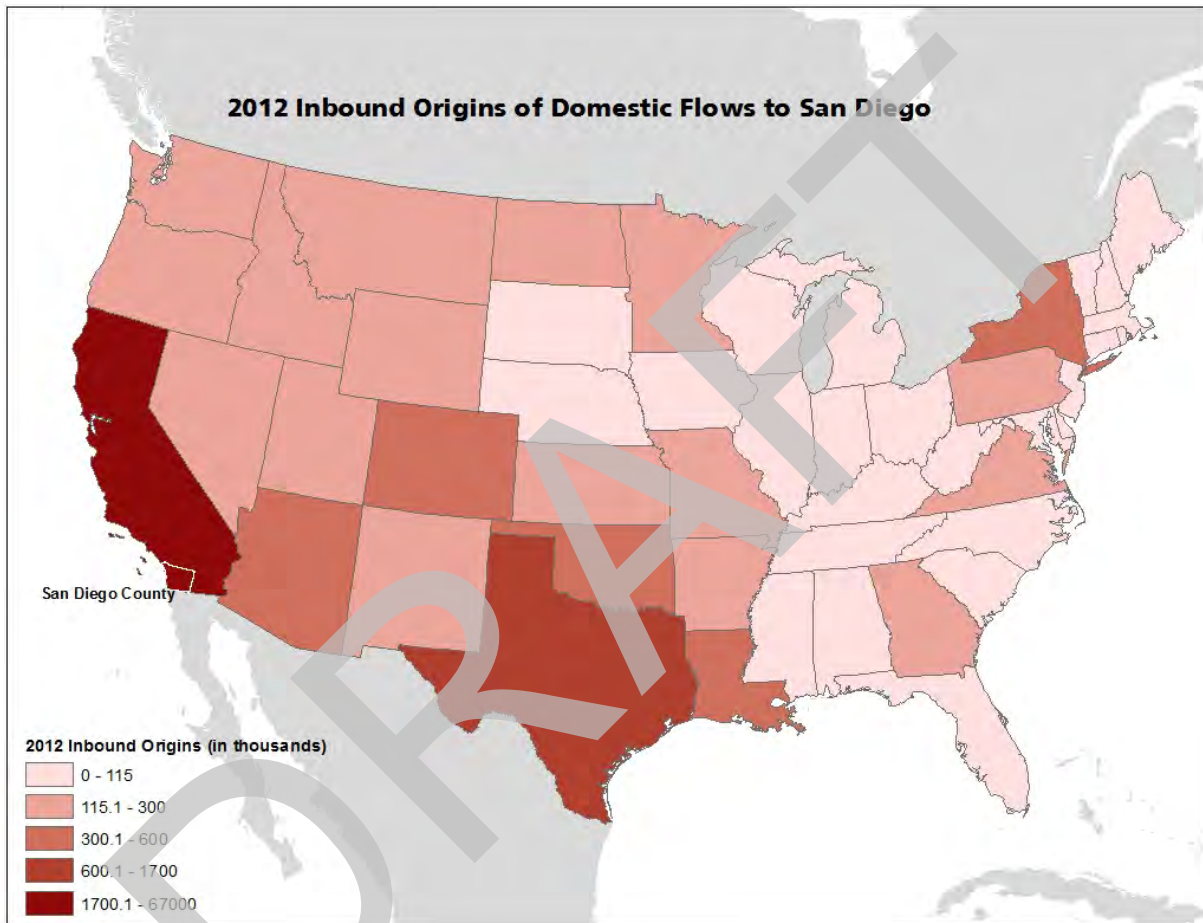 2012 Inbound Origins of Domestic Flows to San Diego
San Diego County
2012 Inbound Origins (in thousands)
0 - 115
115.1 - 300
300.1 - 600
600.1 - 1700
1700.1 - 67000
DRAFT